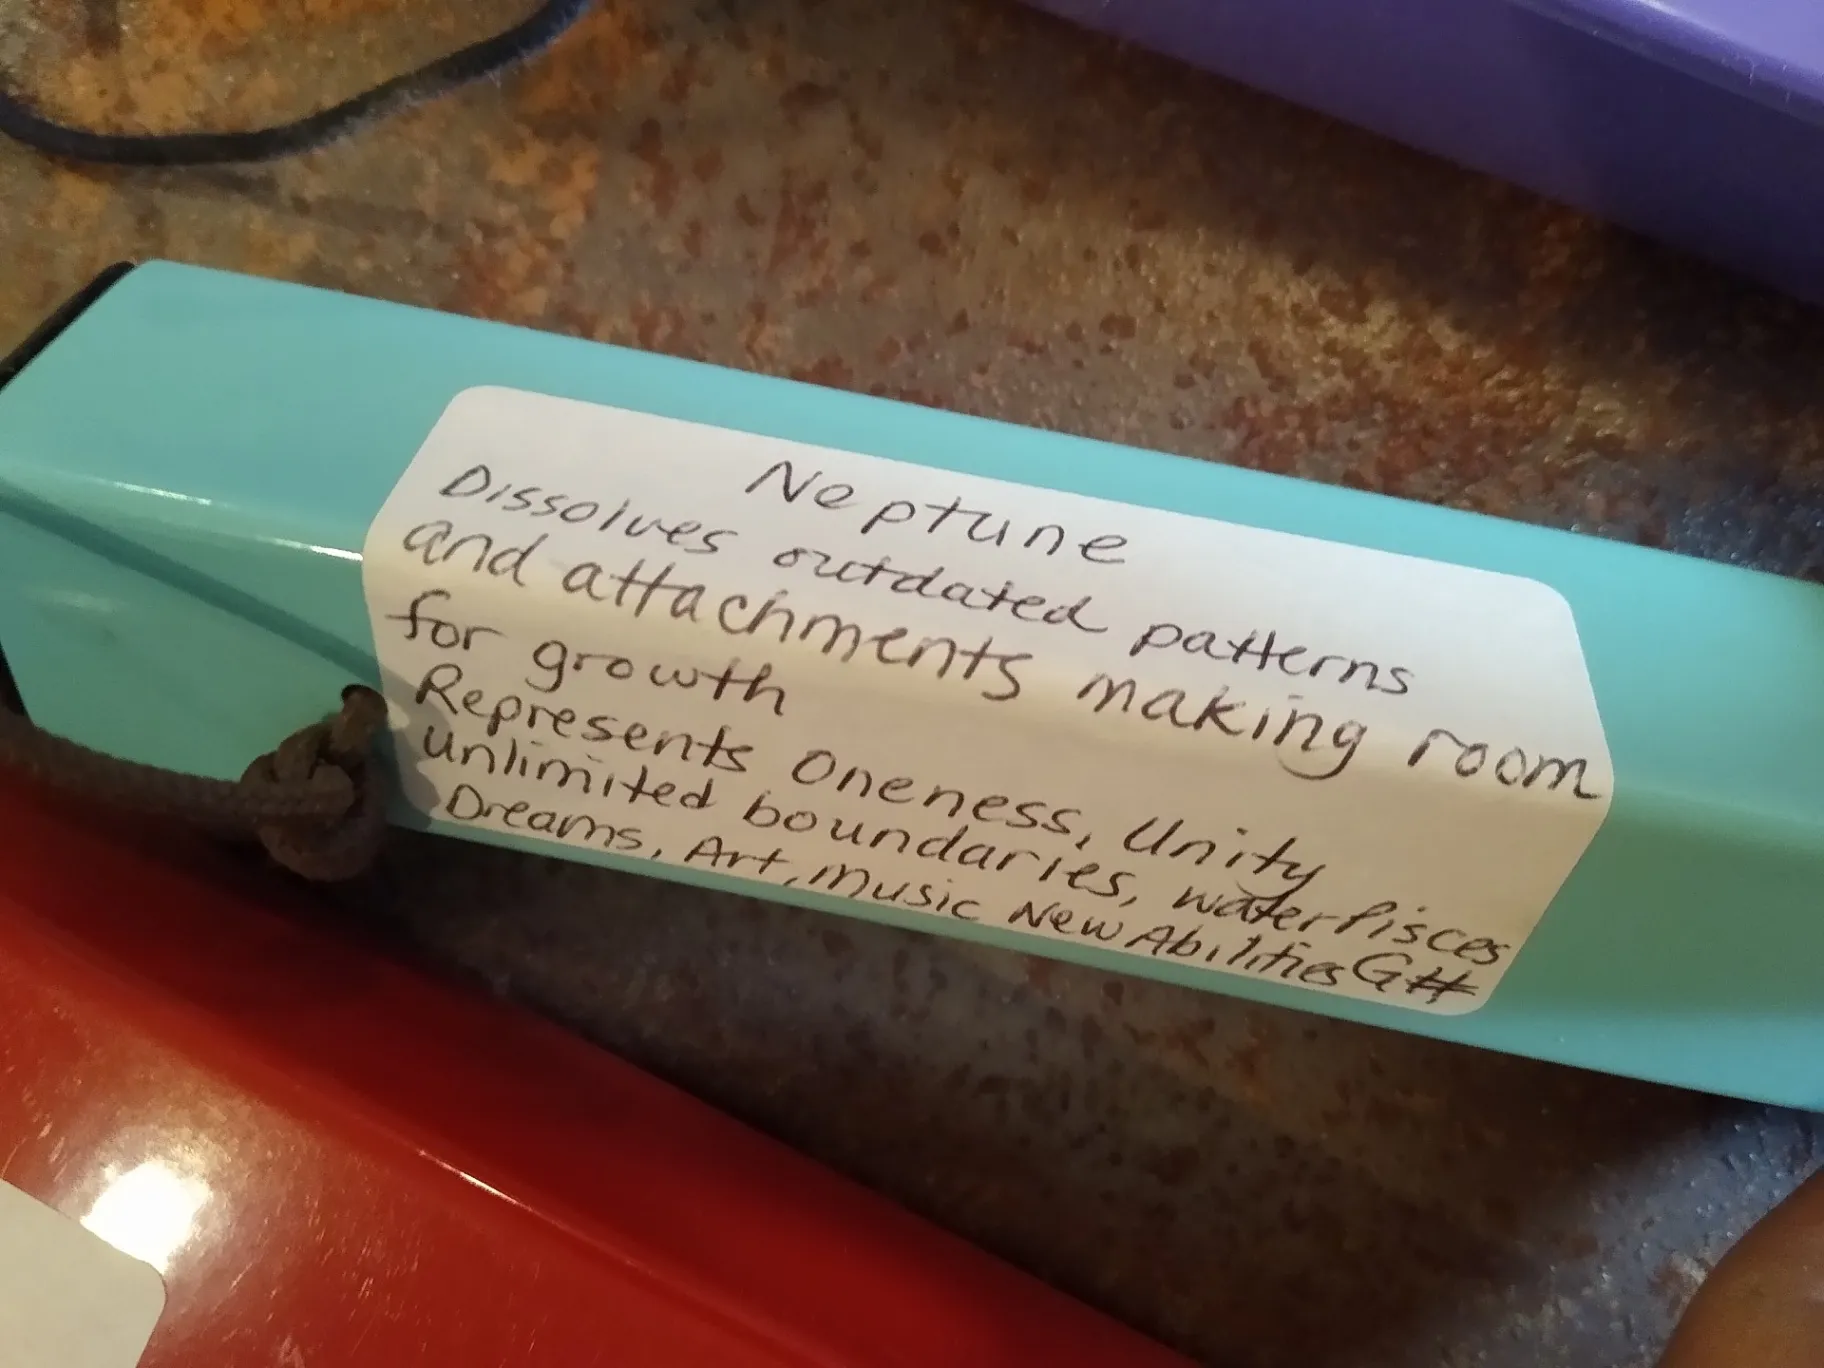 Neptune
Dissolves outdated patterns
and attachments making room
for growth
Represents Oneness, Unity
unlimited boundaries, water Pisces
Dreams, Art, Music New Abilities G#